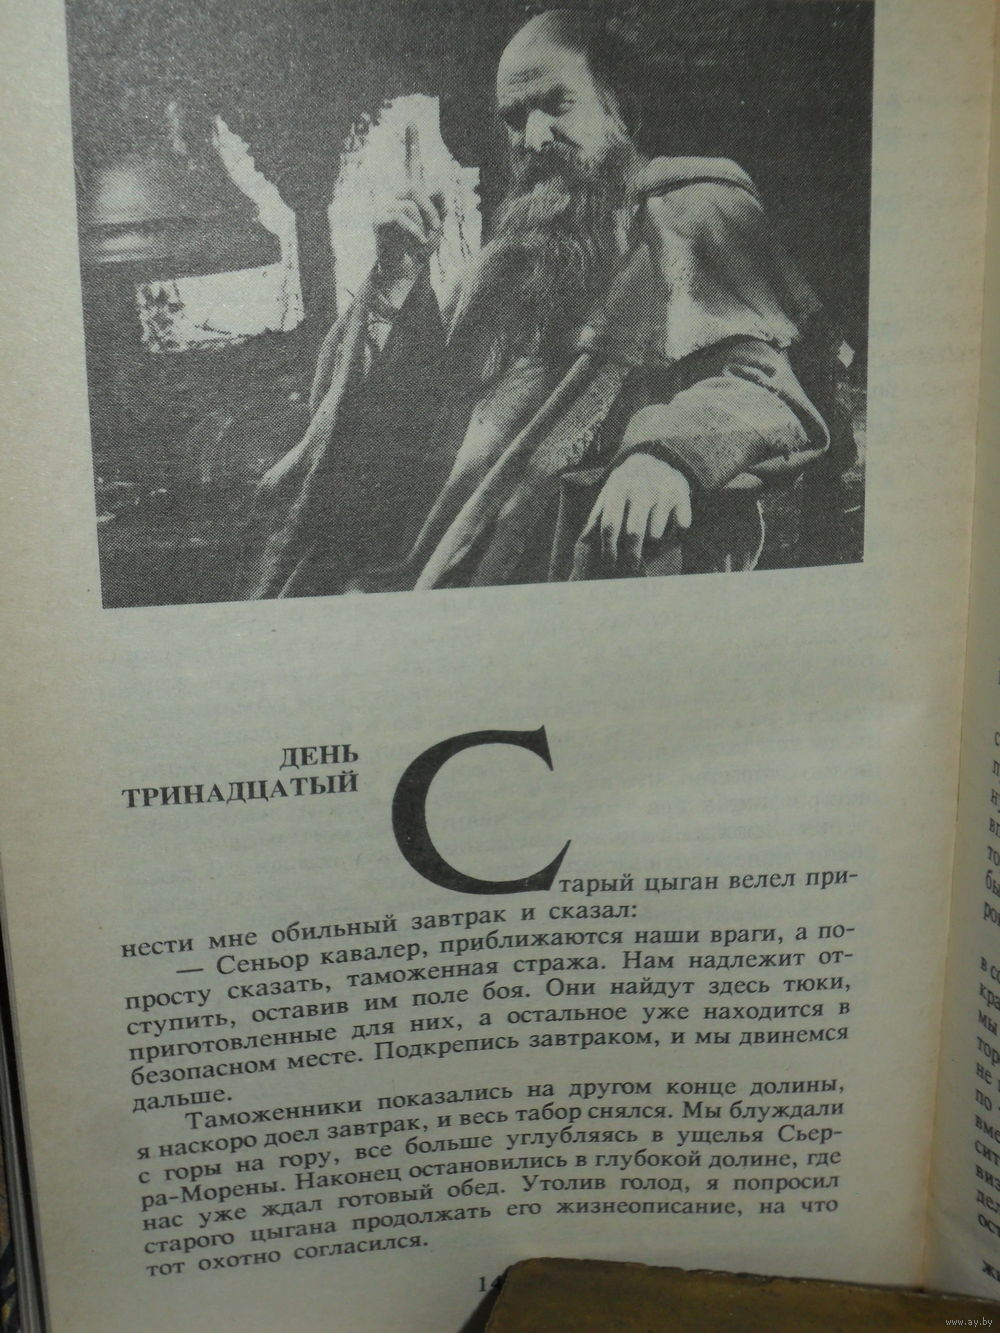 ДЕНЬ
ТРИНАДЦАТЫЙ
Старый цыган велел при-
нести мне обильный завтрак и сказал:
— Сеньор кавалер, приближаются наши враги, а по-
просту сказать, таможенная стража. Нам надлежит от-
ступить, оставив им поле боя. Они найдут здесь тюки,
приготовленные для них, а остальное уже находится в
безопасном месте. Подкрепись завтраком, и мы двинемся
дальше.
Таможенники показались на другом конце долины,
я наскоро доел завтрак, и весь табор снялся. Мы блуждали
с горы на гору, все больше углубляясь в ущелья Сьер-
ра-Морены. Наконец остановились в глубокой долине, где
нас уже ждал готовый обед. Утолив голод, я попросил
старого цыгана продолжать его жизнеописание, на что
тот охотно согласился.
www.ay.by